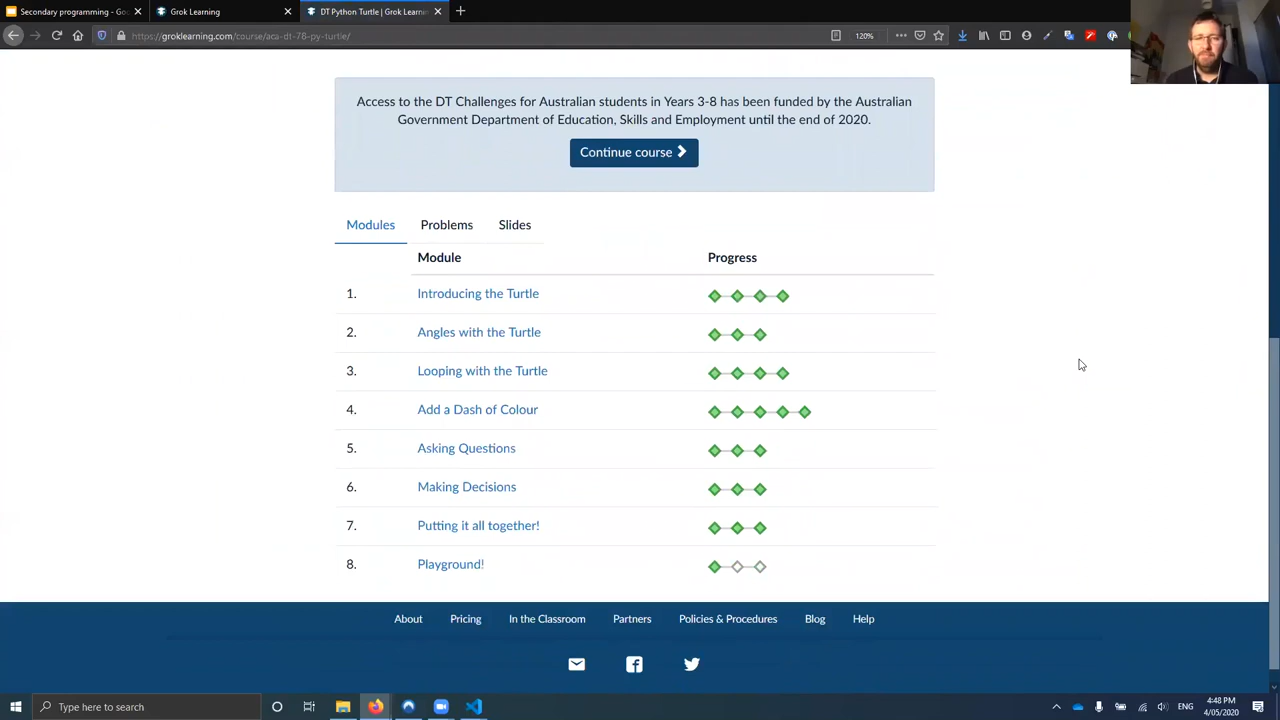 Secondary programming - Go
Grok Learning
DT Python Turtle | Grok Learni
https://groklearning.com/course/aca-dt-78-py-turtle/
120%
Access to the DT Challenges for Australian students in Years 3-8 has been funded by the Australian
Government Department of Education, Skills and Employment until the end of 2020.
Continue course
Modules Problems Slides
Module Progress
1. Introducing the Turtle
2. Angles with the Turtle
3. Looping with the Turtle
4. Add a Dash of Colour
5. Asking Questions
6. Making Decisions
7. Putting it all together!
8. Playground!
About Pricing In the Classroom Partners Policies & Procedures Blog Help
Type here to search
ENG
4:48 PM
4/05/2020